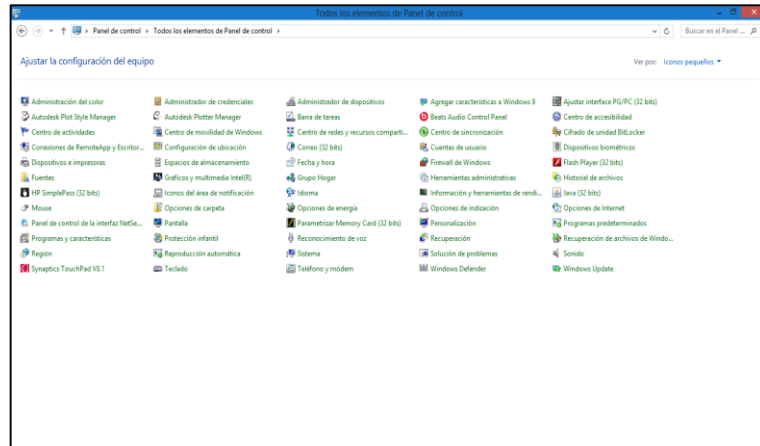 Todos los elementos de Panel de control
Panel de control › Todos los elementos de Panel de control ›
Buscar en el Panel ...
Ajustar la configuración del equipo
Ver por: Iconos pequeños
Administración del color
Administrador de credenciales
Administrador de dispositivos
Agregar características a Windows 8
Ajustar interface PG/PC (32 bits)
Autodesk Plot Style Manager
Autodesk Plotter Manager
Barra de tareas
Beats Audio Control Panel
Centro de accesibilidad
Centro de actividades
Centro de movilidad de Windows
Centro de redes y recursos comparti...
Centro de sincronización
Cifrado de unidad BitLocker
Conexiones de RemoteApp y Escritor...
Configuración de ubicación
Correo (32 bits)
Cuentas de usuario
Dispositivos biométricos
Dispositivos e impresoras
Espacios de almacenamiento
Fecha y hora
Firewall de Windows
Flash Player (32 bits)
Fuentes
Gráficos y multimedia Intel(R)
Grupo Hogar
Herramientas administrativas
Historial de archivos
HP SimplePass (32 bits)
Iconos del área de notificación
Idioma
Información y herramientas de rendi...
Java (32 bits)
Mouse
Opciones de carpeta
Opciones de energía
Opciones de indización
Opciones de Internet
Panel de control de la interfaz NetSe...
Pantalla
Parametrizar Memory Card (32 bits)
Personalización
Programas predeterminados
Programas y características
Protección infantil
Reconocimiento de voz
Recuperación
Recuperación de archivos de Windo...
Región
Reproducción automática
Sistema
Solución de problemas
Sonido
Synaptics TouchPad V8.1
Teclado
Teléfono y módem
Windows Defender
Windows Update